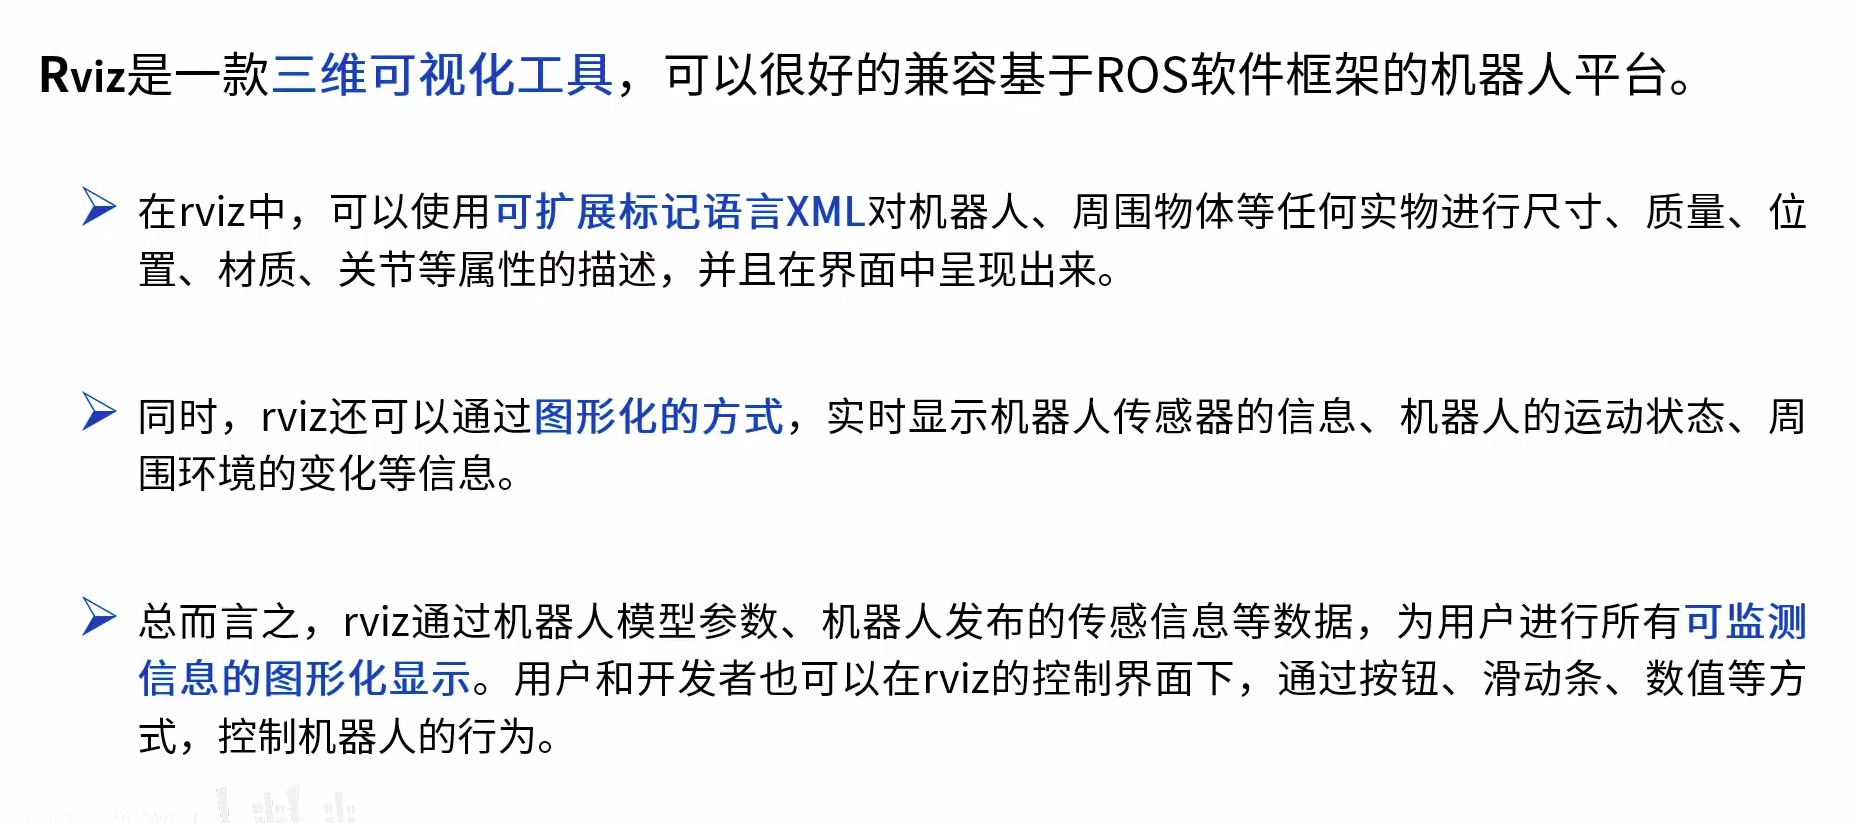 Rviz是一款三维可视化工具，可以很好的兼容基于ROS软件框架的机器人平台。
在rviz中，可以使用可扩展标记语言XML对机器人、周围物体等任何实物进行尺寸、质量、位
置、材质、关节等属性的描述，并且在界面中呈现出来。
同时，rviz还可以通过图形化的方式，实时显示机器人传感器的信息、机器人的运动状态、周
围环境的变化等信息。
总而言之，rviz通过机器人模型参数、机器人发布的传感信息等数据，为用户进行所有可监测
信息的图形化显示。用户和开发者也可以在rviz的控制界面下，通过按钮、滑动条、数值等方
式，控制机器人的行为。